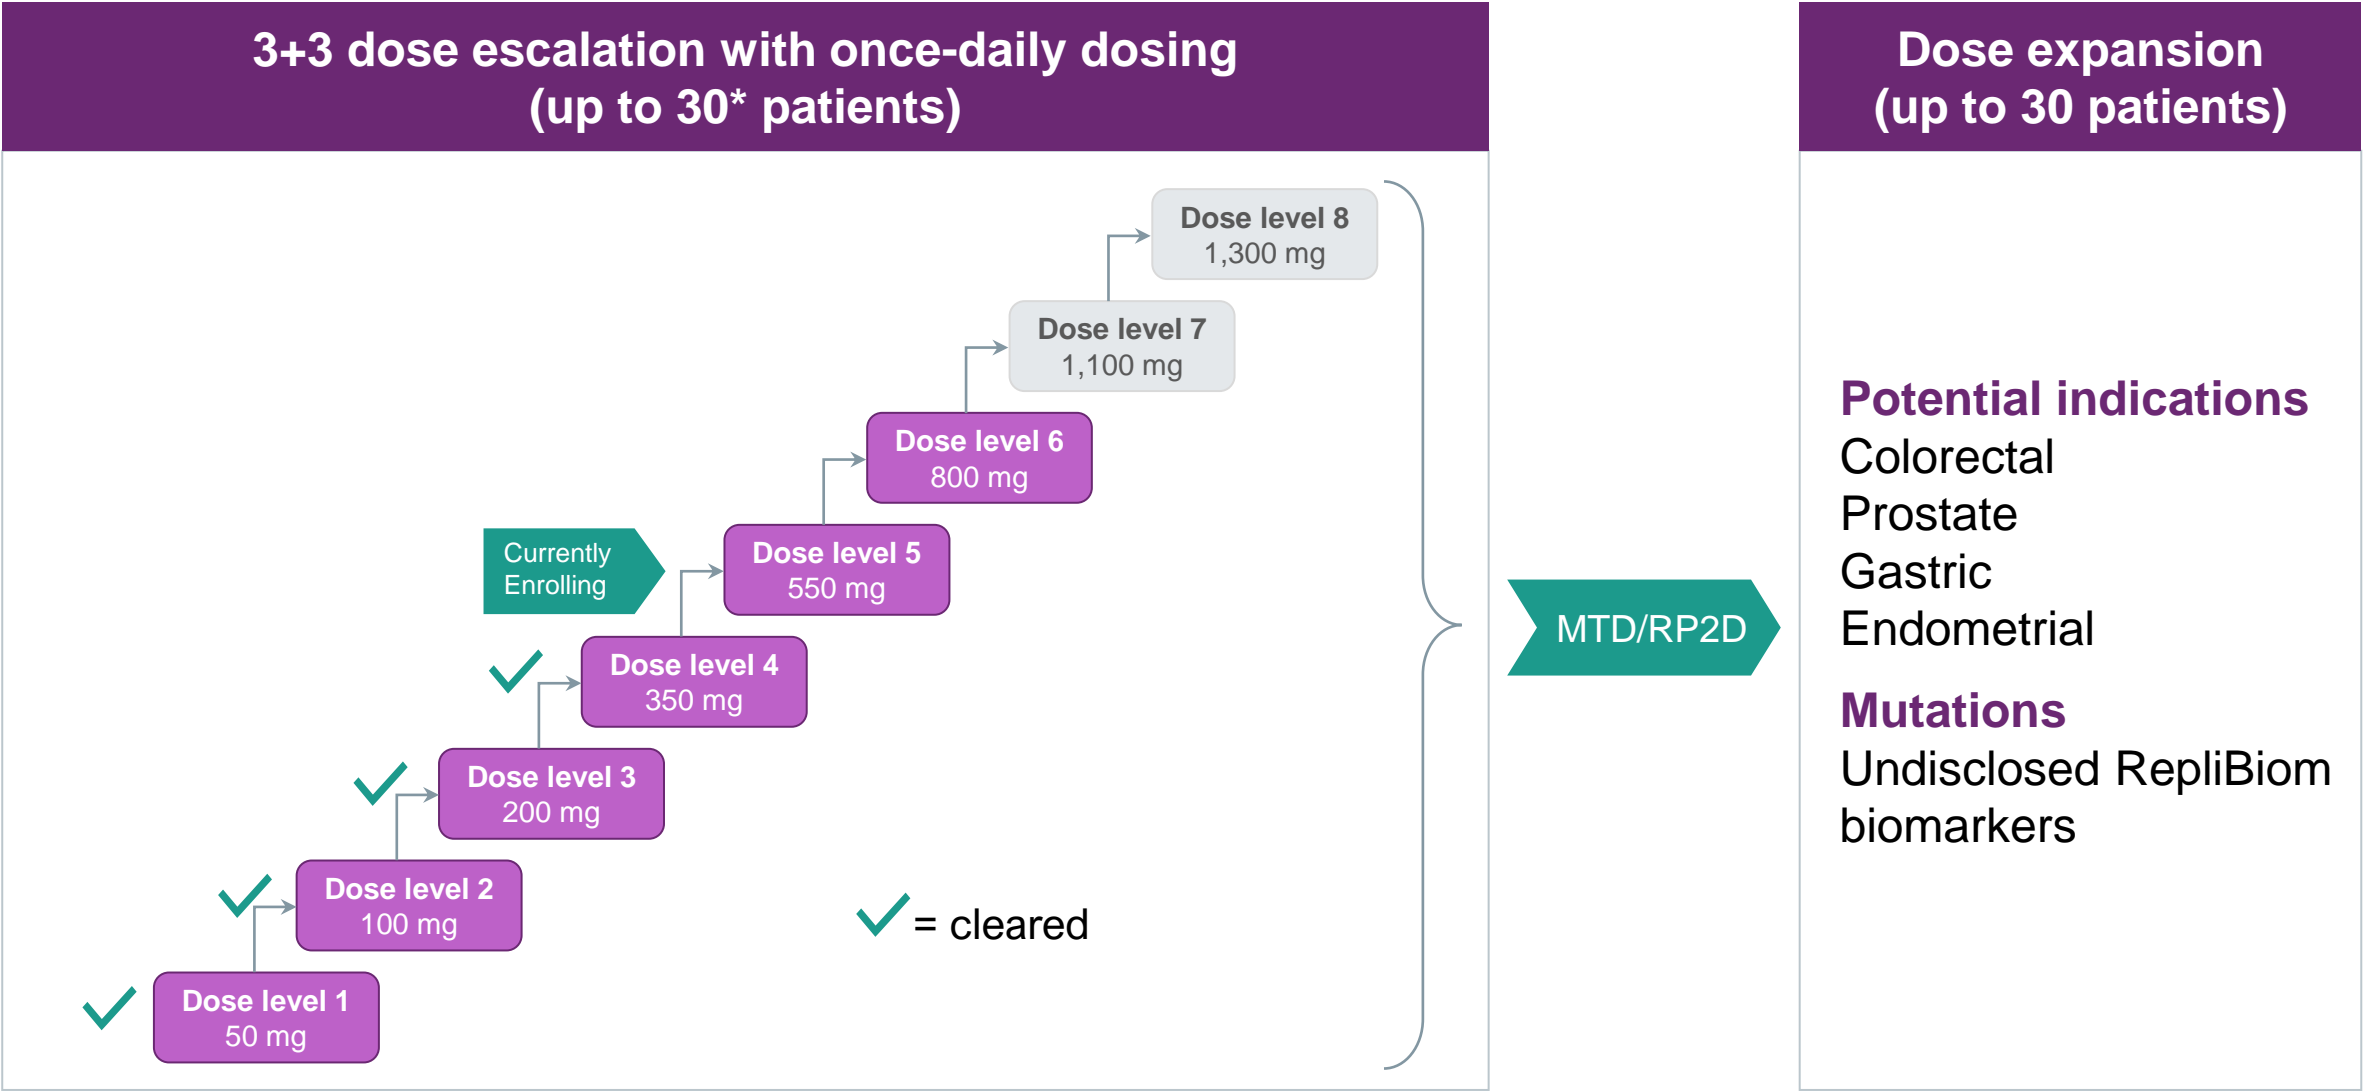 3+3 dose escalation with once-daily dosing
(up to 30* patients)
Dose level 8
1,300 mg
Dose level 7
1,100 mg
Dose level 6
800 mg
Currently
Enrolling
Dose level 5
550 mg
Dose level 4
350 mg
Dose level 3
200 mg
Dose level 2
100 mg
= cleared
Dose level 1
50 mg
MTD/RP2D
Dose expansion
(up to 30 patients)
Potential indications
Colorectal
Prostate
Gastric
Endometrial
Mutations
Undisclosed RepliBiom
biomarkers